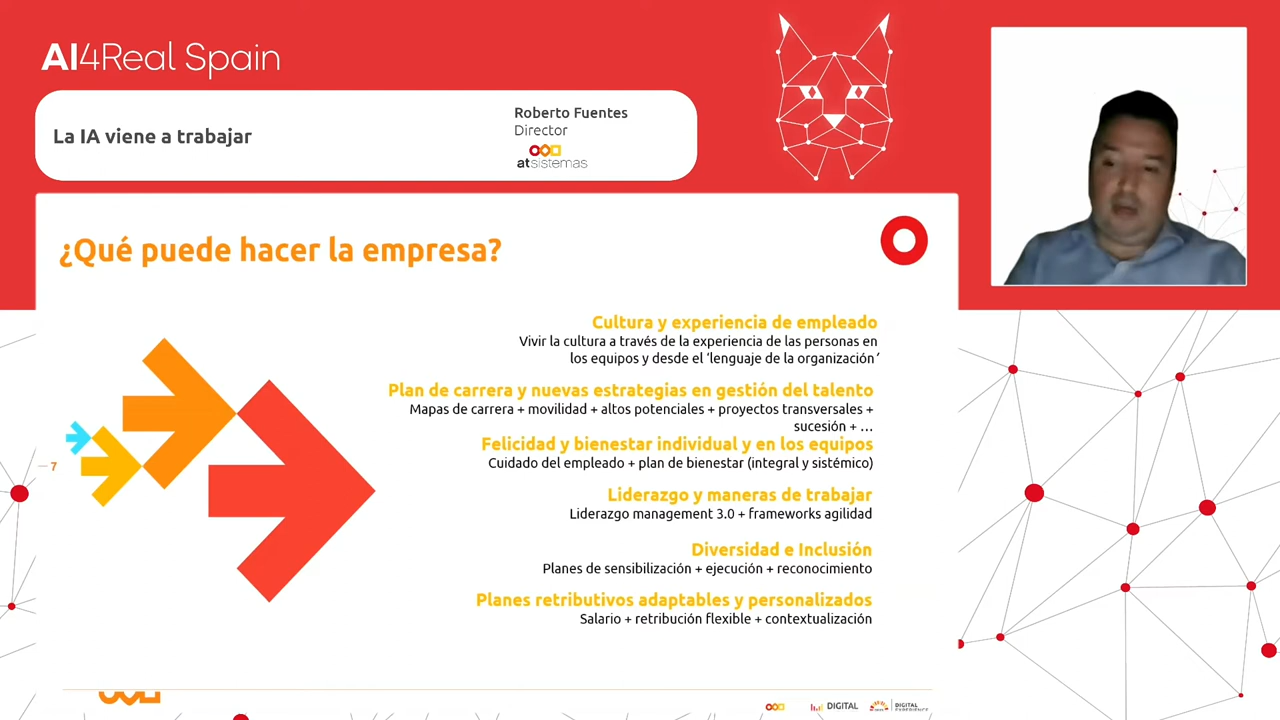 AI4Real Spain
La IA viene a trabajar
Roberto Fuentes
Director
atsistemas
¿Qué puede hacer la empresa?
Cultura y experiencia de empleado
Vivir la cultura a través de la experiencia de las personas en
los equipos y desde el ‘lenguaje de la organización’
Plan de carrera y nuevas estrategias en gestión del talento
Mapas de carrera + movilidad + altos potenciales + proyectos transversales +
sucesión + …
Felicidad y bienestar individual y en los equipos
Cuidado del empleado + plan de bienestar (integral y sistémico)
Liderazgo y maneras de trabajar
Liderazgo management 3.0 + frameworks agilidad
Diversidad e Inclusión
Planes de sensibilización + ejecución + reconocimiento
Planes retributivos adaptables y personalizados
Salario + retribución flexible + contextualización
7
DIGITAL
DIGITAL
EXPERIENCE